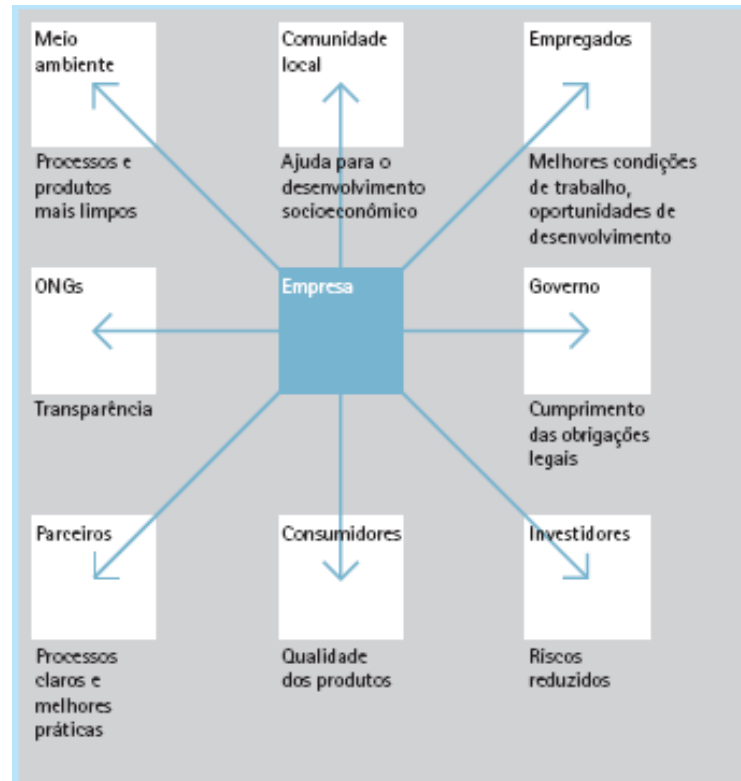 Meio
ambiente
Processos e
produtos
mais limpos
Comunidade
local
Ajuda para o
desenvolvimento
socioeconômico
Empregados
Melhores condições
de trabalho,
oportunidades de
desenvolvimento
ONGs
Transparência
Empresa
Governo
Cumprimento
das obrigações
legais
Parceiros
Processos
claros e
melhores
práticas
Consumidores
Qualidade
dos produtos
Investidores
Riscos
reduzidos